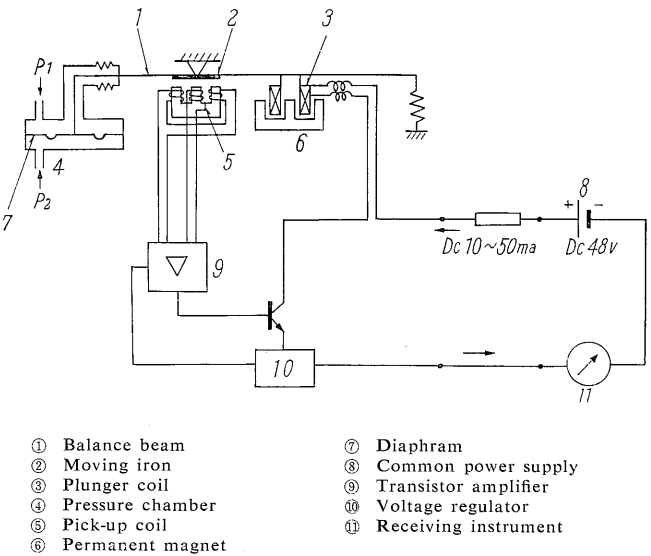 1
2
3
P1
4
5
6
7
P2
8
+ −
Dc 10~50ma
Dc 48v
9
10
11
① Balance beam
② Moving iron
③ Plunger coil
④ Pressure chamber
⑤ Pick-up coil
⑥ Permanent magnet
⑦ Diaphram
⑧ Common power supply
⑨ Transistor amplifier
⑩ Voltage regulator
⑪ Receiving instrument